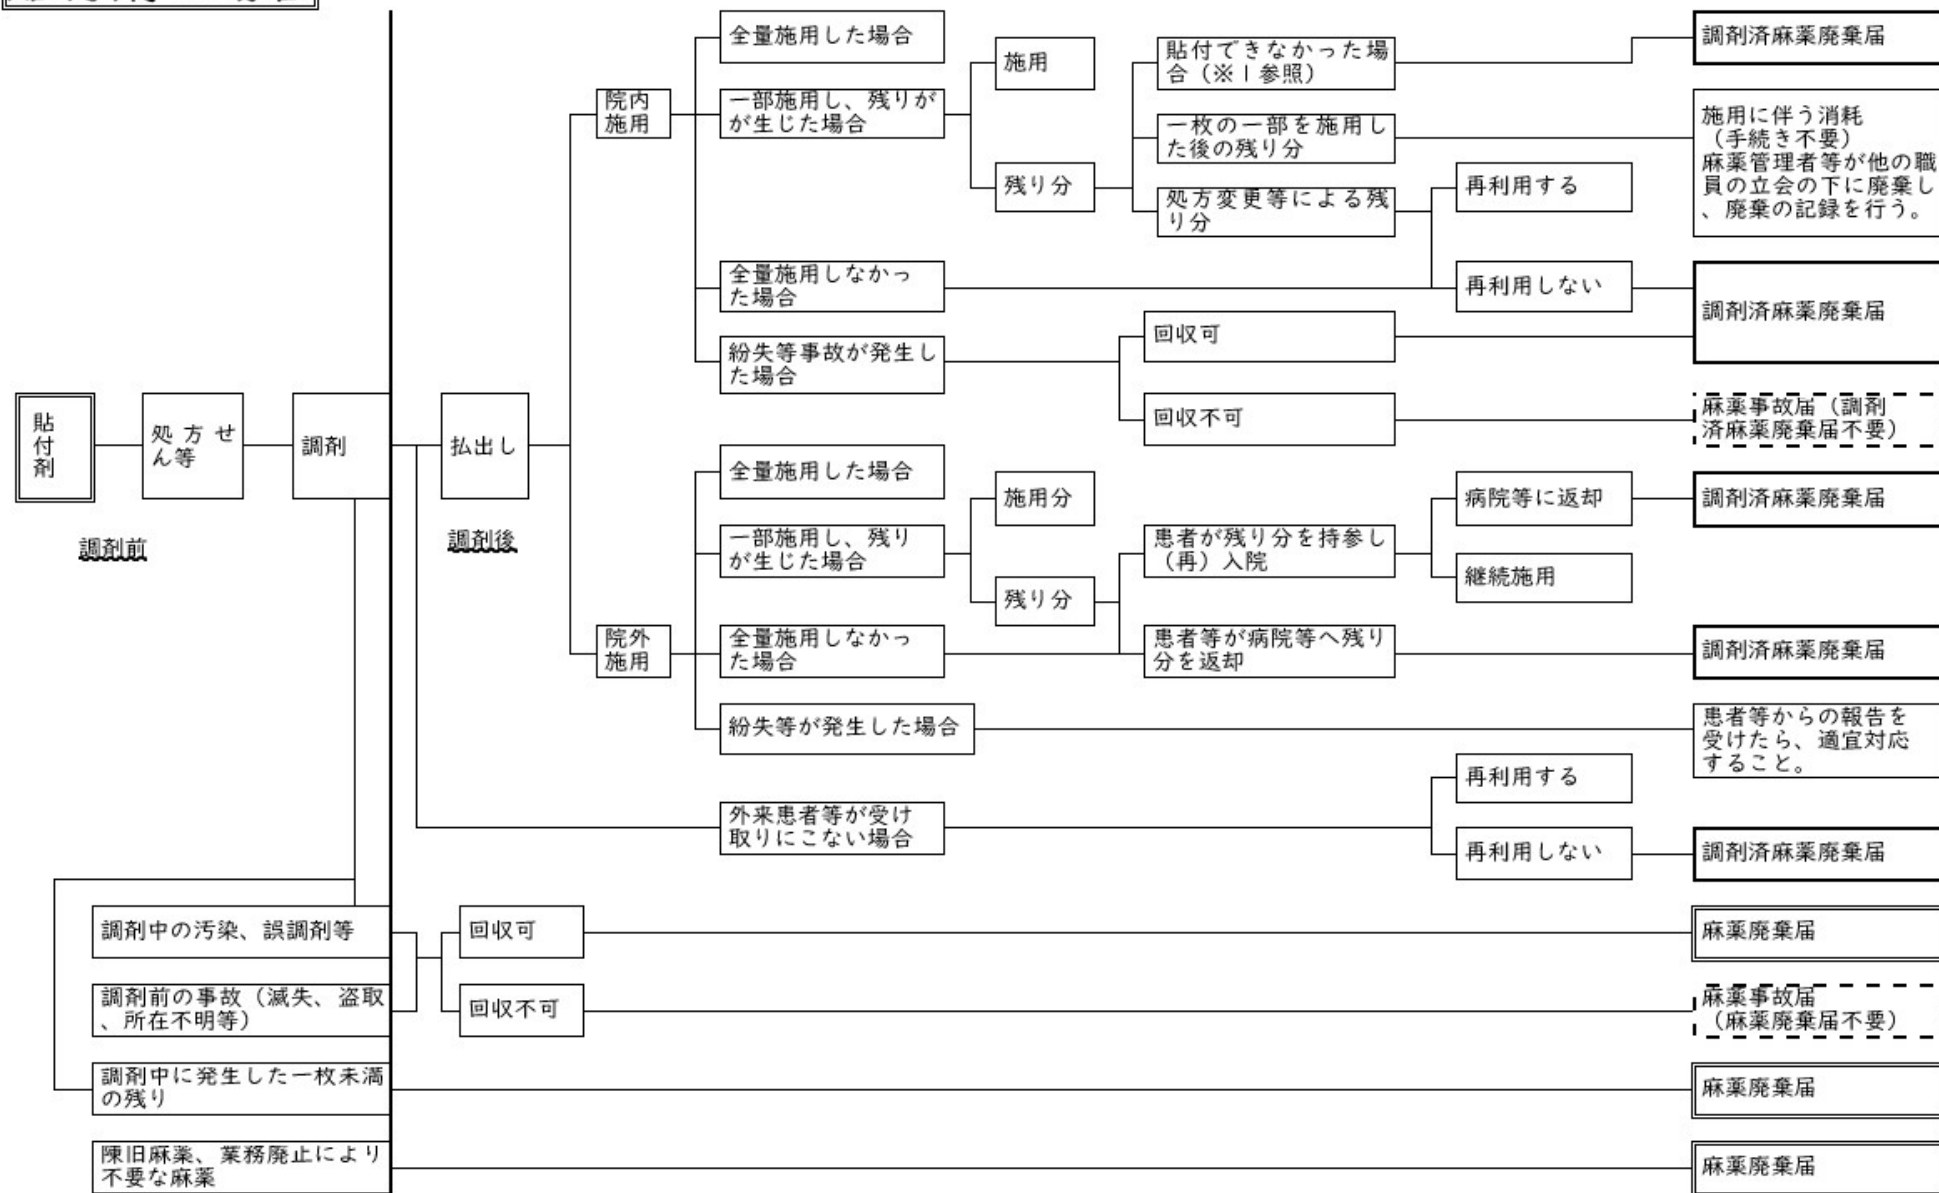 全量施用した場合
調剤済麻薬廃棄届
施用
貼付できなかった場
合（※１参照）
院内
施用
一部施用し、残りが
が生じた場合
施用に伴う消耗
（手続き不要）
麻薬管理者等が他の職
員の立会の下に廃棄し
、廃棄の記録を行う。
一枚の一部を施用し
た後の残り分
残り分
再利用する
処方変更等による残
り分
全量施用しなかっ
た場合
再利用しない
調剤済麻薬廃棄届
回収可
紛失等事故が発生し
た場合
回収不可
麻薬事故届（調剤
済麻薬廃棄届不要）
貼
付
剤
処方せ
ん等
調剤
払出し
調剤前
調剤後
全量施用した場合
施用分
病院等に返却
調剤済麻薬廃棄届
一部施用し、残り
が生じた場合
患者が残り分を持参し
（再）入院
継続施用
残り分
院外
施用
全量施用しなかっ
た場合
患者等が病院等へ残り
分を返却
調剤済麻薬廃棄届
紛失等が発生した場合
患者等からの報告を
受けたら、適宜対応
すること。
再利用する
外来患者等が受け
取りにこない場合
再利用しない
調剤済麻薬廃棄届
調剤中の汚染、誤調剤等
回収可
麻薬廃棄届
調剤前の事故（滅失、盗取
、所在不明等）
回収不可
麻薬事故届
（麻薬廃棄届不要）
調剤中に発生した一枚未満
の残り
麻薬廃棄届
陳旧麻薬、業務廃止により
不要な麻薬
麻薬廃棄届